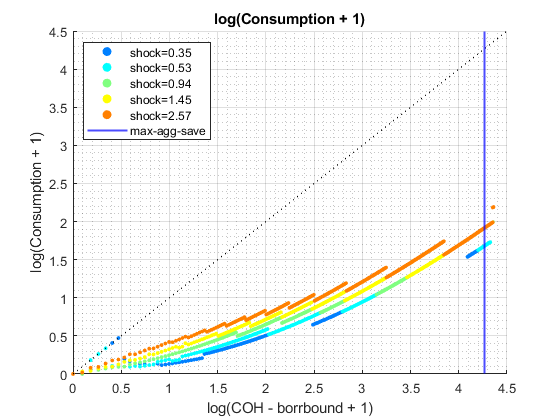 log(Consumption + 1)
4.5
4
3.5
3
2.5
2
1.5
1
0.5
0
log(Consumption + 1)
shock=0.35
shock=0.53
shock=0.94
shock=1.45
shock=2.57
max-agg-save
0 0.5 1 1.5 2 2.5 3 3.5 4 4.5
log(COH - borrbound + 1)